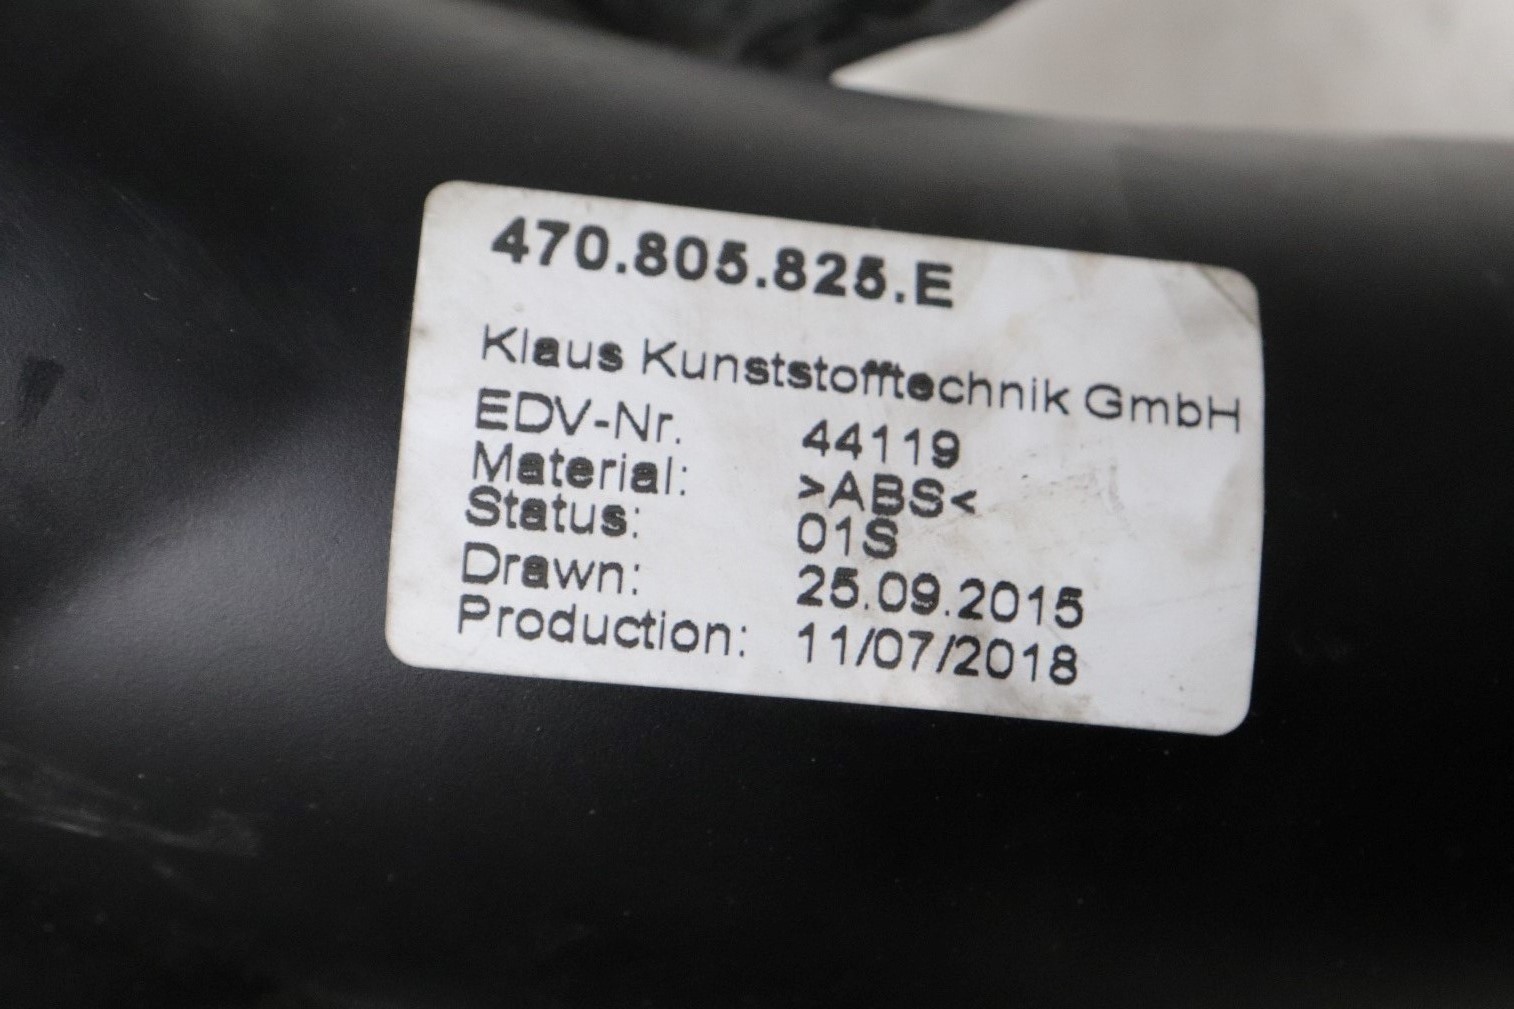 470.805.825.E
Klaus Kunststofftechnik GmbH
EDV-Nr. 44119
Material: >ABS<
Status: 01S
Drawn: 25.09.2015
Production: 11/07/2018